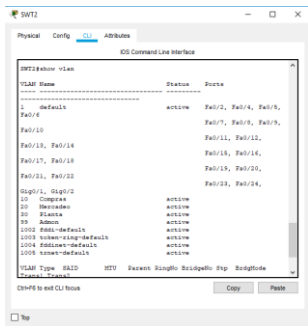 SWT2
Physical Config CLI Attributes
IOS Command Line Interface
SWT2#show vlan
VLAN Name Status Ports
---- -------------------------------- --------- -------------------------------
1 default active Fa0/2, Fa0/4, Fa0/5,
Fa0/6
Fa0/7, Fa0/8, Fa0/9,
Fa0/10
Fa0/11, Fa0/12,
Fa0/13, Fa0/14
Fa0/15, Fa0/16,
Fa0/17, Fa0/18
Fa0/19, Fa0/20,
Fa0/21, Fa0/22
Fa0/23, Fa0/24,
Gig0/1, Gig0/2
10 Compras active
20 Mercadeo active
30 Planta active
99 Admon active
1002 fddi-default active
1003 token-ring-default active
1004 fddinet-default active
1005 trnet-default active
VLAN Type SAID MTU Parent RingNo BridgeNo Stp BrdgMode
Trans1 Trans2
Ctrl+F6 to exit CLI focus Copy Paste
Top